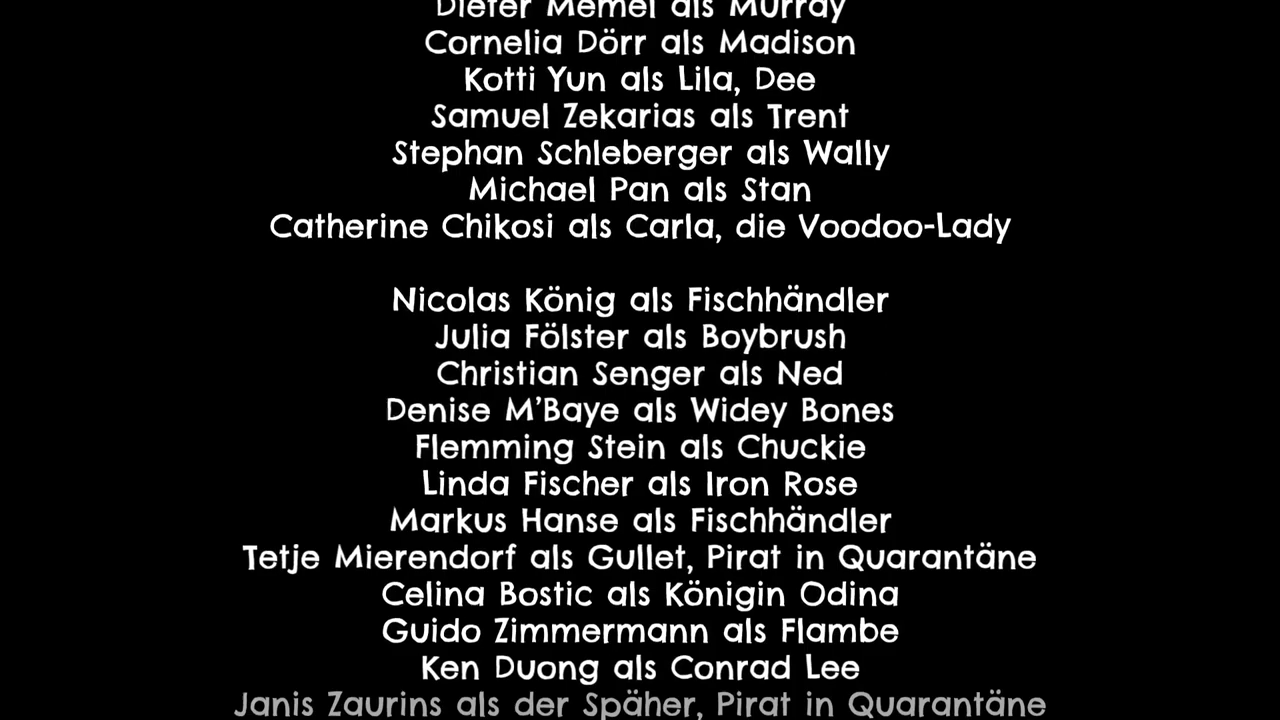 Dieter Memel als Murray
Cornelia Dörr als Madison
Kotti Yun als Lila, Dee
Samuel Zekarias als Trent
Stephan Schleberger als Wally
Michael Pan als Stan
Catherine Chikosi als Carla, die Voodoo-Lady
Nicolas König als Fischhändler
Julia Fölster als Boybrush
Christian Senger als Ned
Denise M'Baye als Widey Bones
Flemming Stein als Chuckie
Linda Fischer als Iron Rose
Markus Hanse als Fischhändler
Tetje Mierendorf als Gullet, Pirat in Quarantäne
Celina Bostic als Königin Odina
Guido Zimmermann als Flambe
Ken Duong als Conrad Lee
Janis Zaurins als der Späher, Pirat in Quarantäne